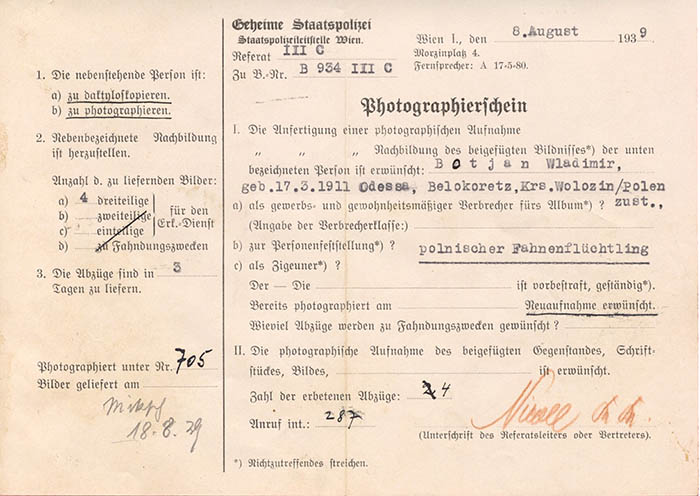 Geheime Staatspolizei
Staatspolizeileitstelle Wien.
Referat III C
Zu B.-Nr. B 934 III C
Wien I., den 8.August 1939
Morzinplatz 4.
Fernsprecher: A 17-5-80.
1. Die nebenstehende Person ist:
a) zu daktyloskopieren.
b) zu photographieren.
2. Nebenbezeichnete Nachbildung
ist herzustellen.
Anzahl d. zu liefernden Bilder:
a) 4 dreiteilige
b) zweiteilige
c) einteilige
für den
Erk.-Dienst
d) zu Fahndungszwecken
3. Die Abzüge sind in 3
Tagen zu liefern.
Photographiert unter Nr. 705
Bilder geliefert am
18.8.39
Photographierschein
I. Die Anfertigung einer photographischen Aufnahme
„ „ „ Nachbildung des beigefügten Bildnisses*) der unten
bezeichneten Person ist erwünscht: Botjan Wladimir,
geb.17.3.1911 Odessa, Belokoretz,Krs.Wolozin/Polen
a) als gewerbs- und gewohnheitsmäßiger Verbrecher fürs Album*) ? zust.,
(Angabe der Verbrecherklasse:)
b) zur Personenfeststellung*) ? polnischer Fahnenflüchtling
c) als Zigeuner*) ?
Der — Die ist vorbestraft, geständig*).
Bereits photographiert am Neuaufnahme erwünscht.
Wieviel Abzüge werden zu Fahndungszwecken gewünscht ?
II. Die photographische Aufnahme des beigefügten Gegenstandes, Schrift-
stückes, Bildes, ist erwünscht.
Zahl der erbetenen Abzüge: 4
Anruf int.: 287
(Unterschrift des Referatsleiters oder Vertreters).
*) Nichtzutreffendes streichen.